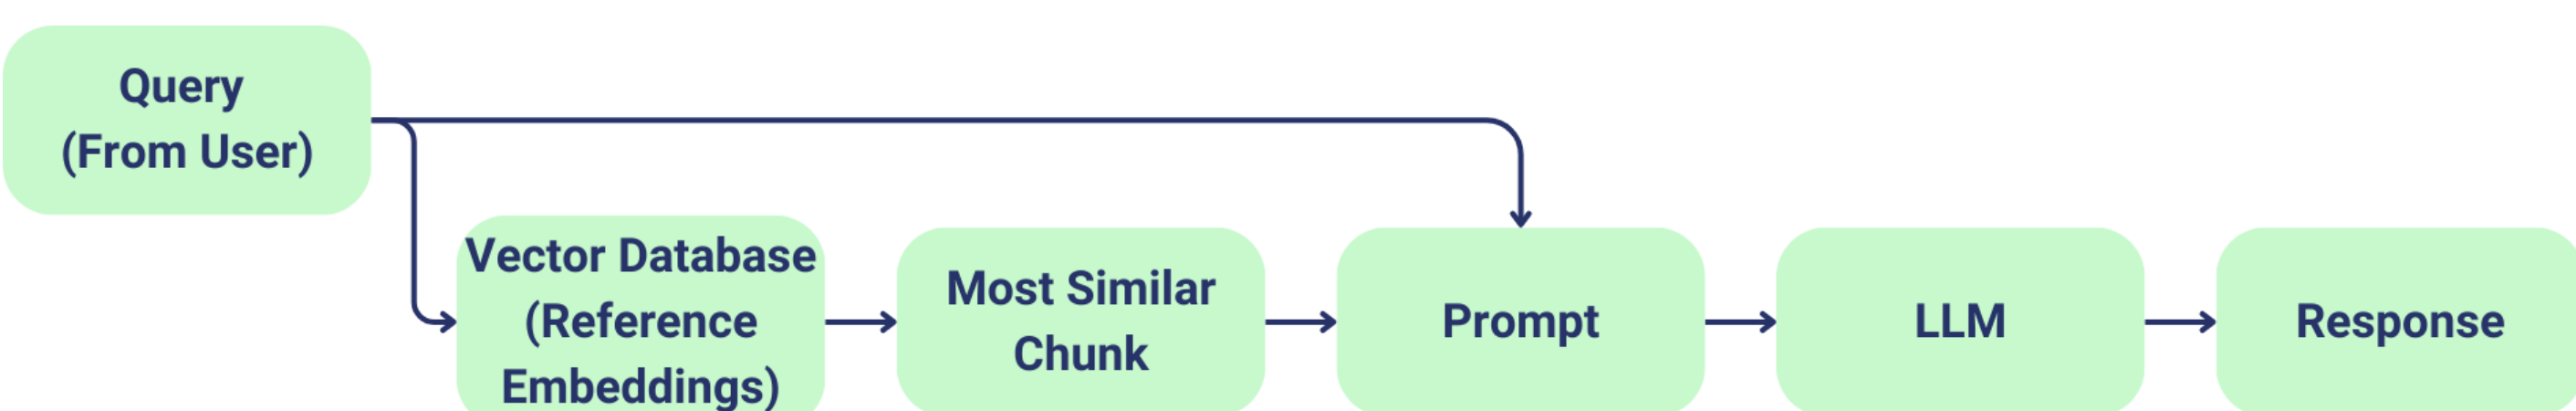 Query
(From User)
Vector Database
(Reference
Embeddings)
Most Similar
Chunk
Prompt
LLM
Response